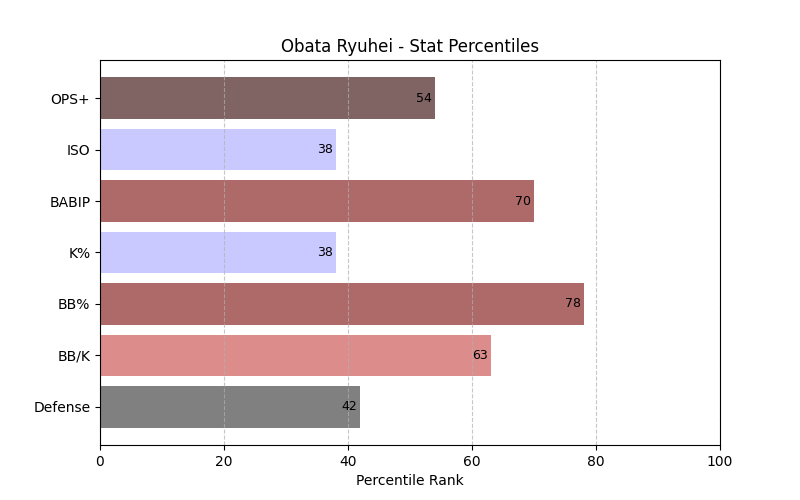 Obata Ryuhei - Stat Percentiles
OPS+ 54
ISO 38
BABIP 70
K% 38
BB% 78
BB/K 63
Defense 42
0 20 40 60 80 100
Percentile Rank